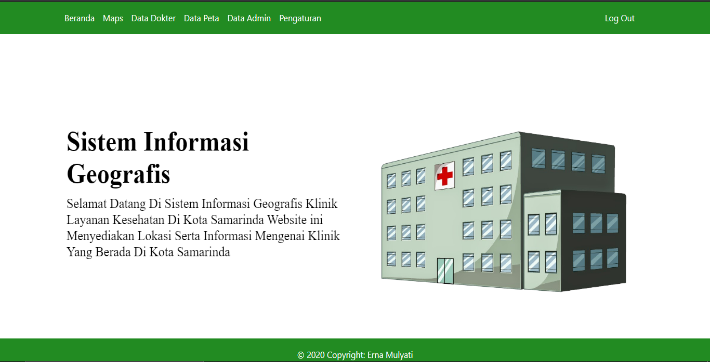 Beranda Maps Data Dokter Data Peta Data Admin Pengaturan Log Out
Sistem Informasi
Geografis
Selamat Datang Di Sistem Informasi Geografis Klinik
Layanan Kesehatan Di Kota Samarinda Website ini
Menyediakan Lokasi Serta Informasi Mengenai Klinik
Yang Berada Di Kota Samarinda
© 2020 Copyright: Erna Mulyati